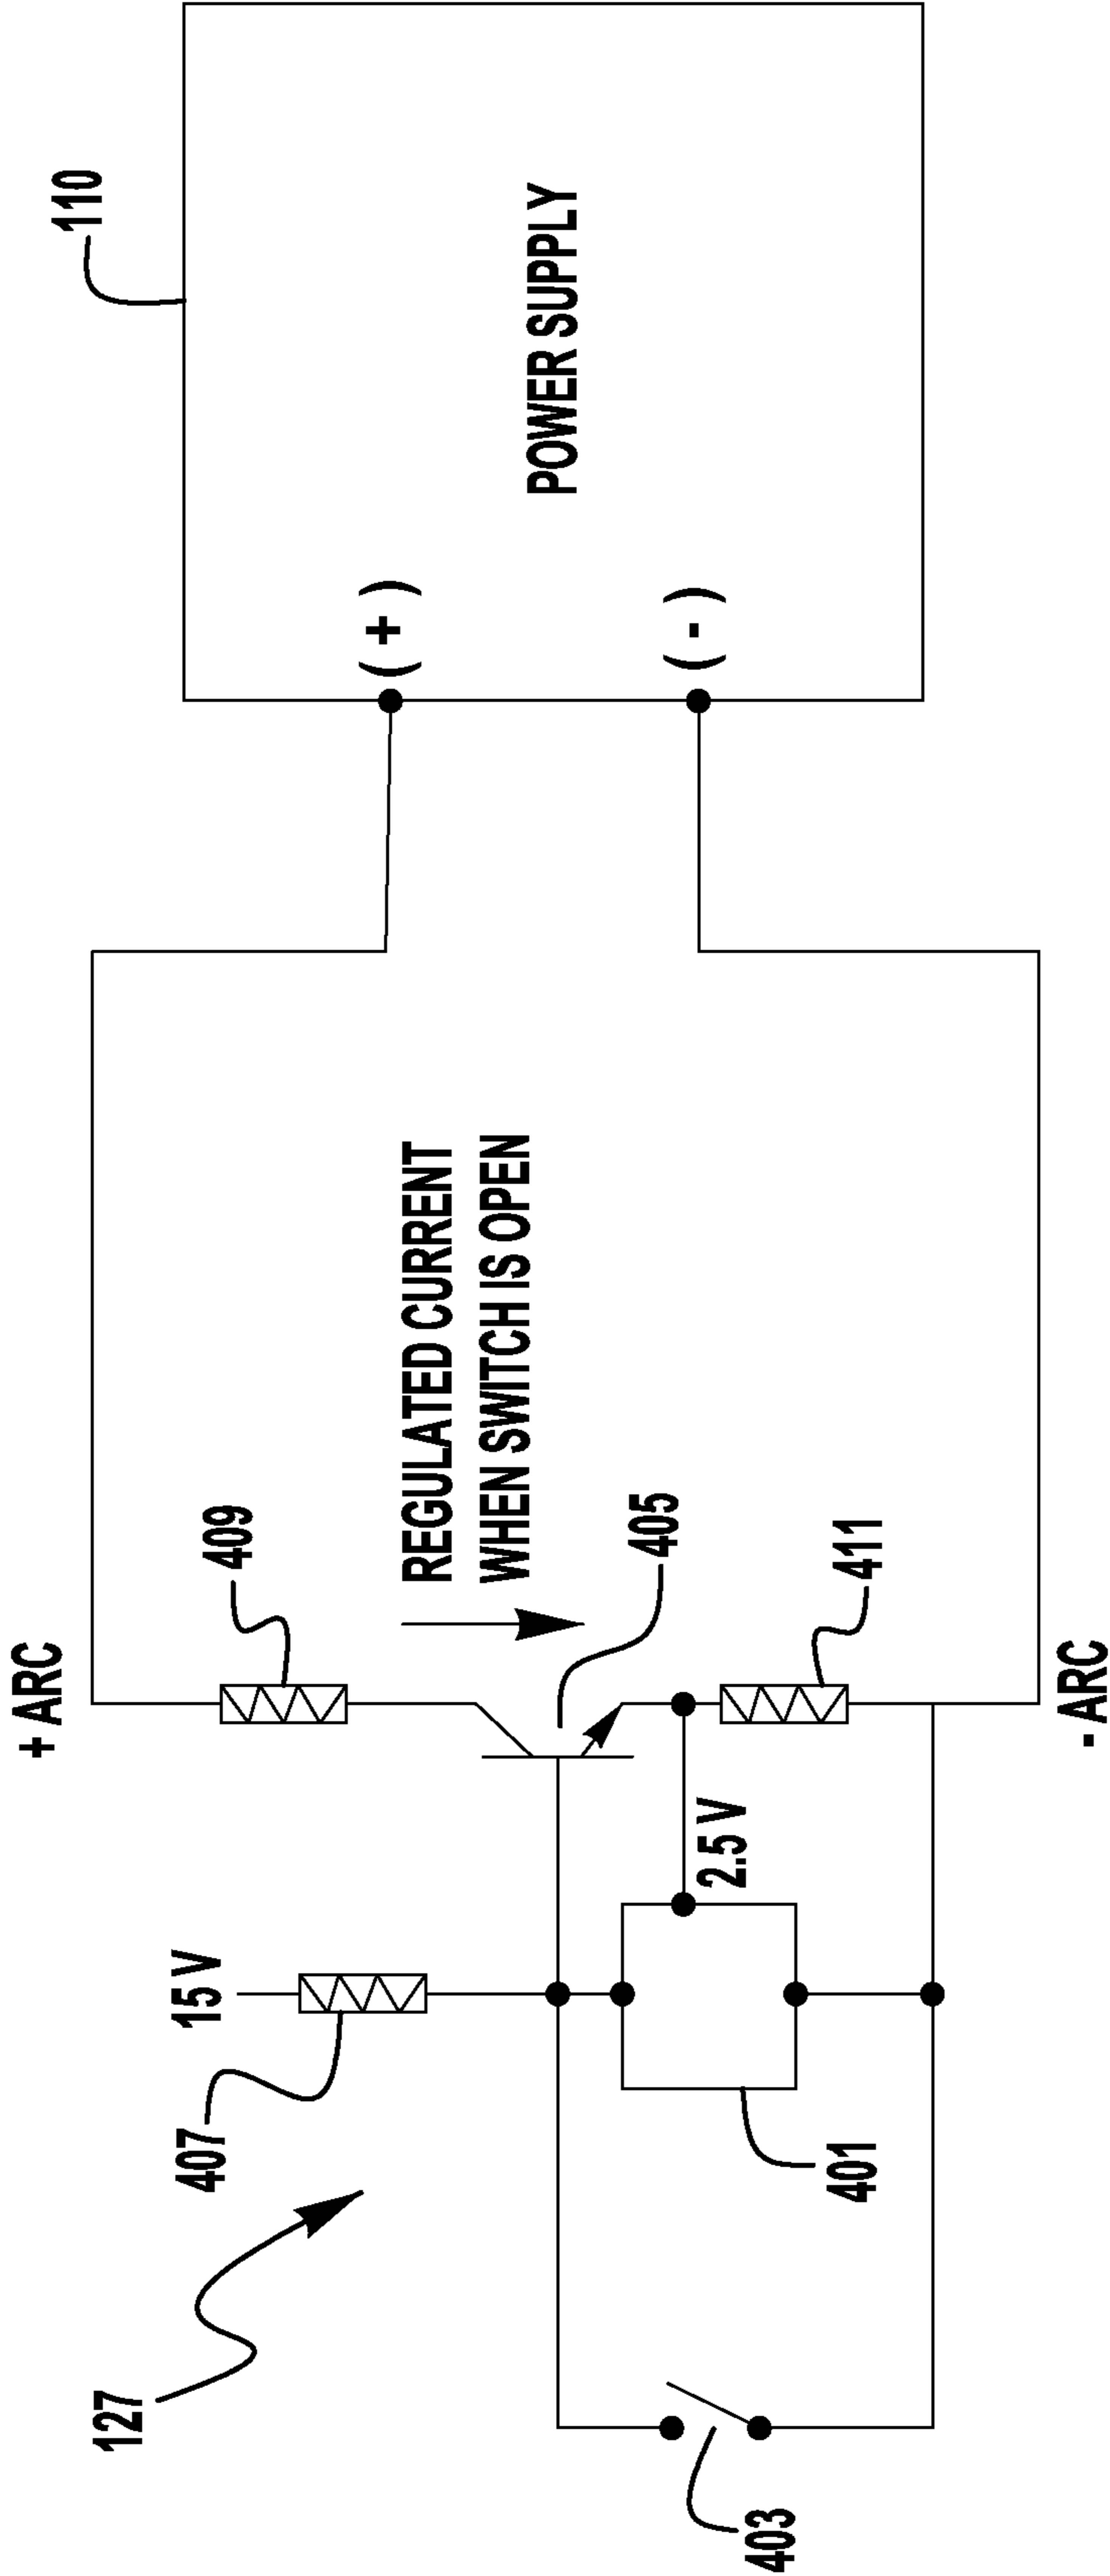 110
POWER SUPPLY
( + )
( - )
REGULATED CURRENT
WHEN SWITCH IS OPEN
409
405
411
+ ARC
- ARC
2.5 V
15 V
407
401
127
403